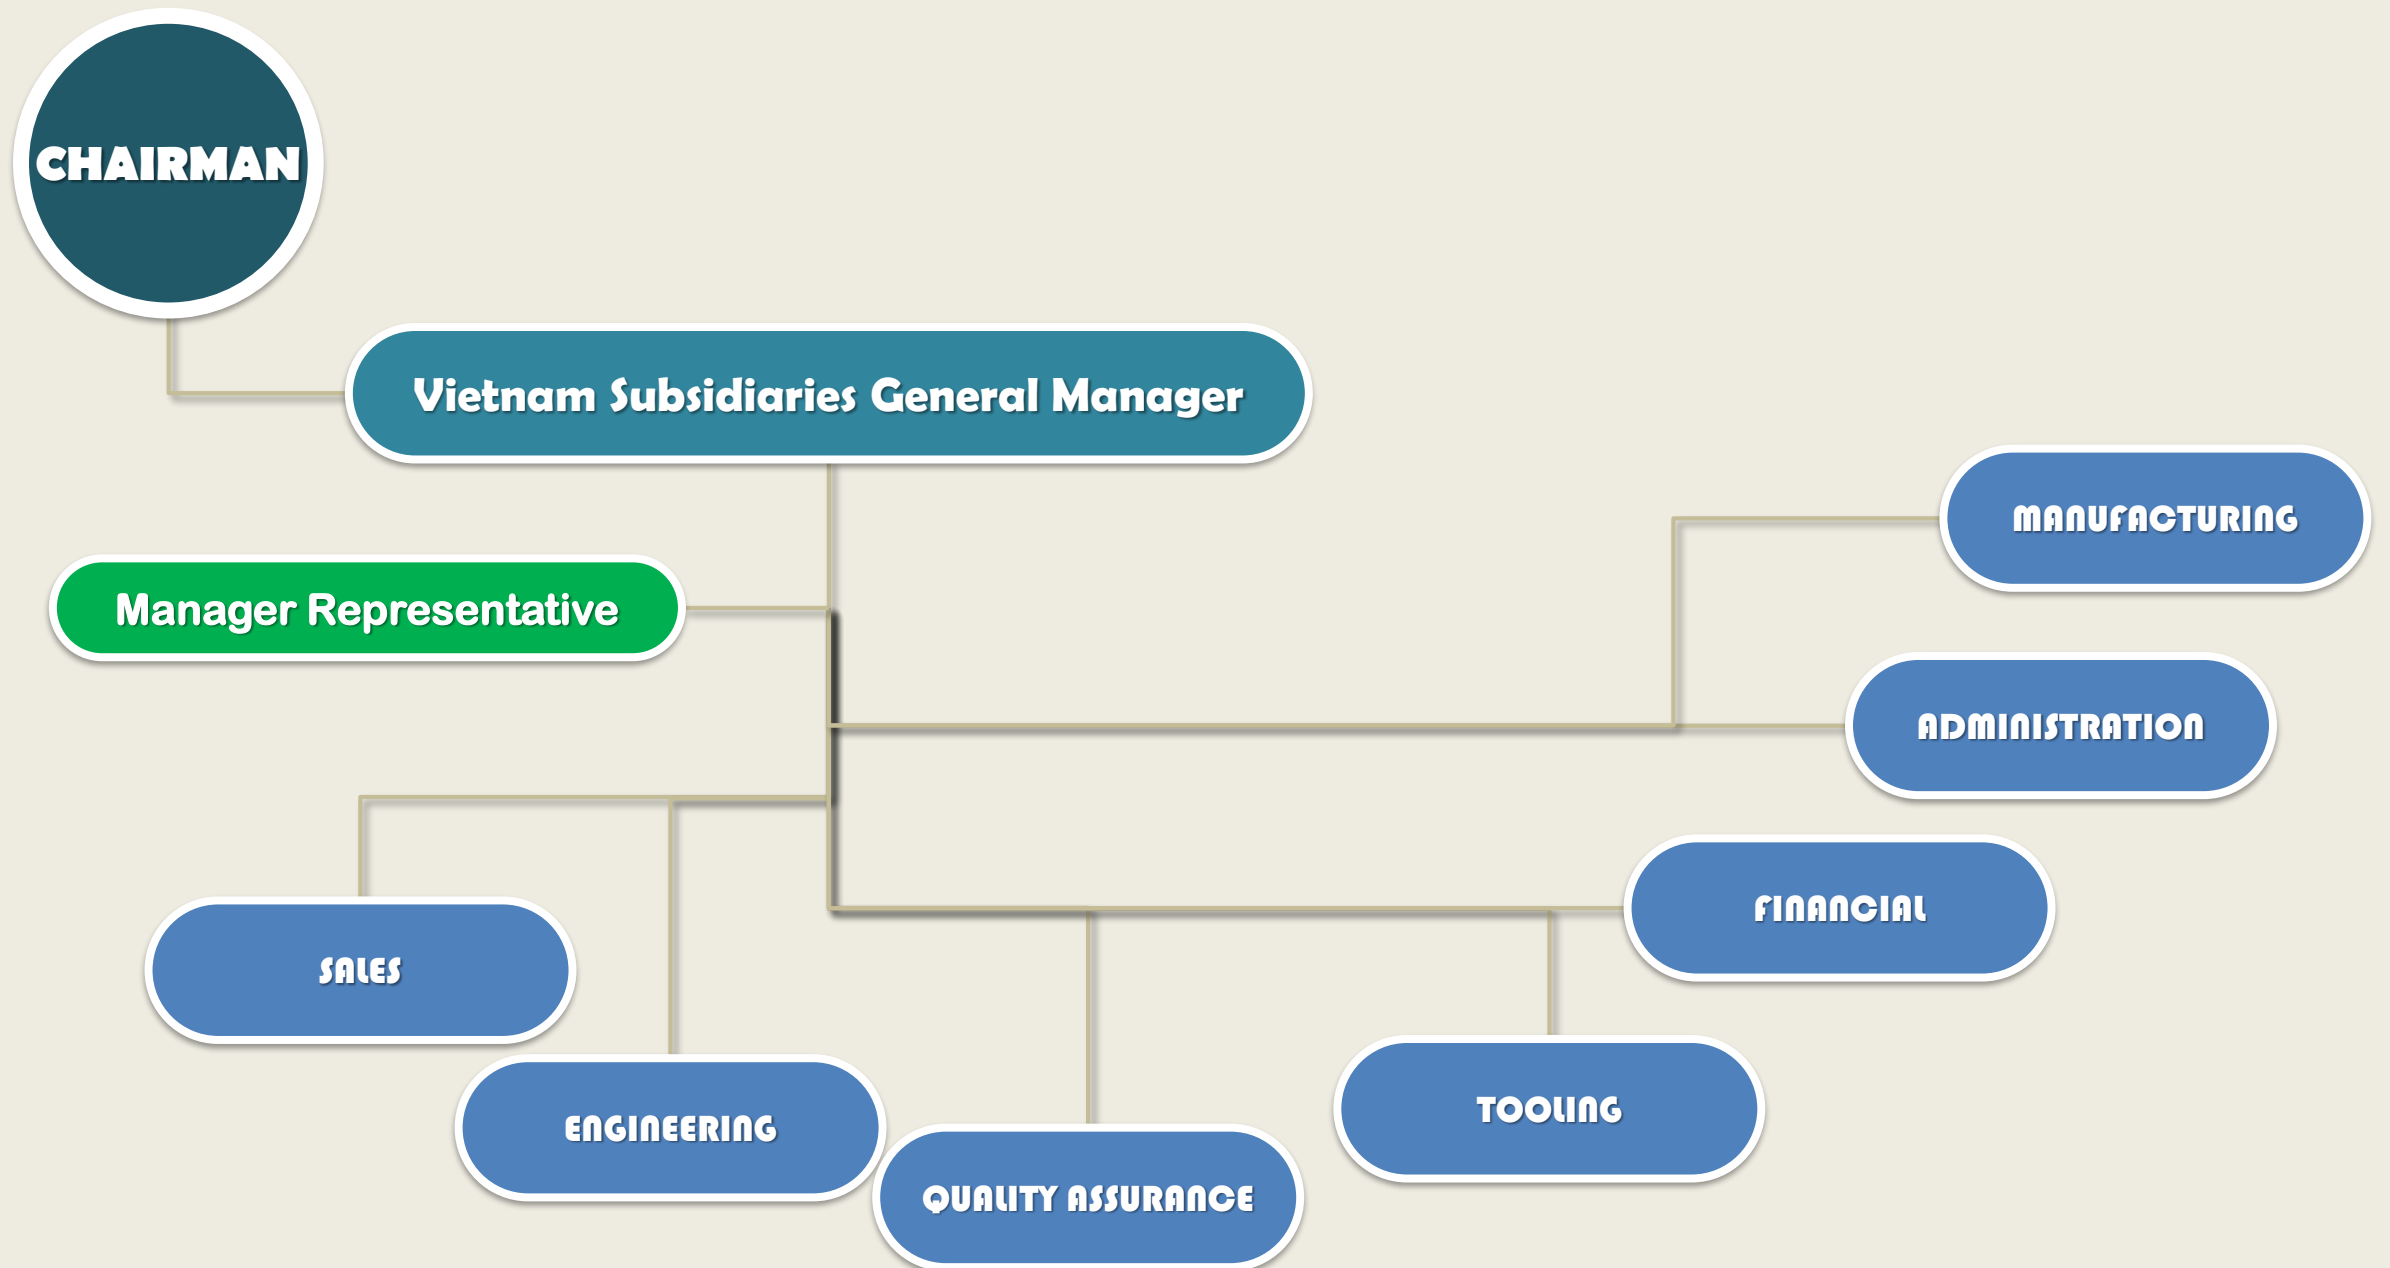 CHAIRMAN
Vietnam Subsidiaries General Manager
MANUFACTURING
Manager Representative
ADMINISTRATION
FINANCIAL
SALES
TOOLING
ENGINEERING
QUALITY ASSURANCE